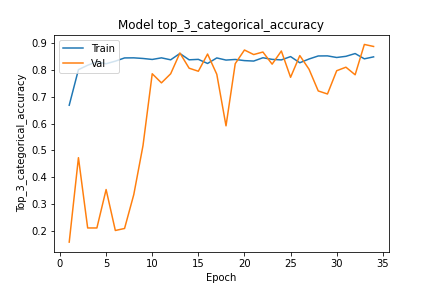 Model top_3_categorical_accuracy
Train
Val
Top_3_categorical_accuracy
0.9
0.8
0.7
0.6
0.5
0.4
0.3
0.2
0 5 10 15 20 25 30 35
Epoch